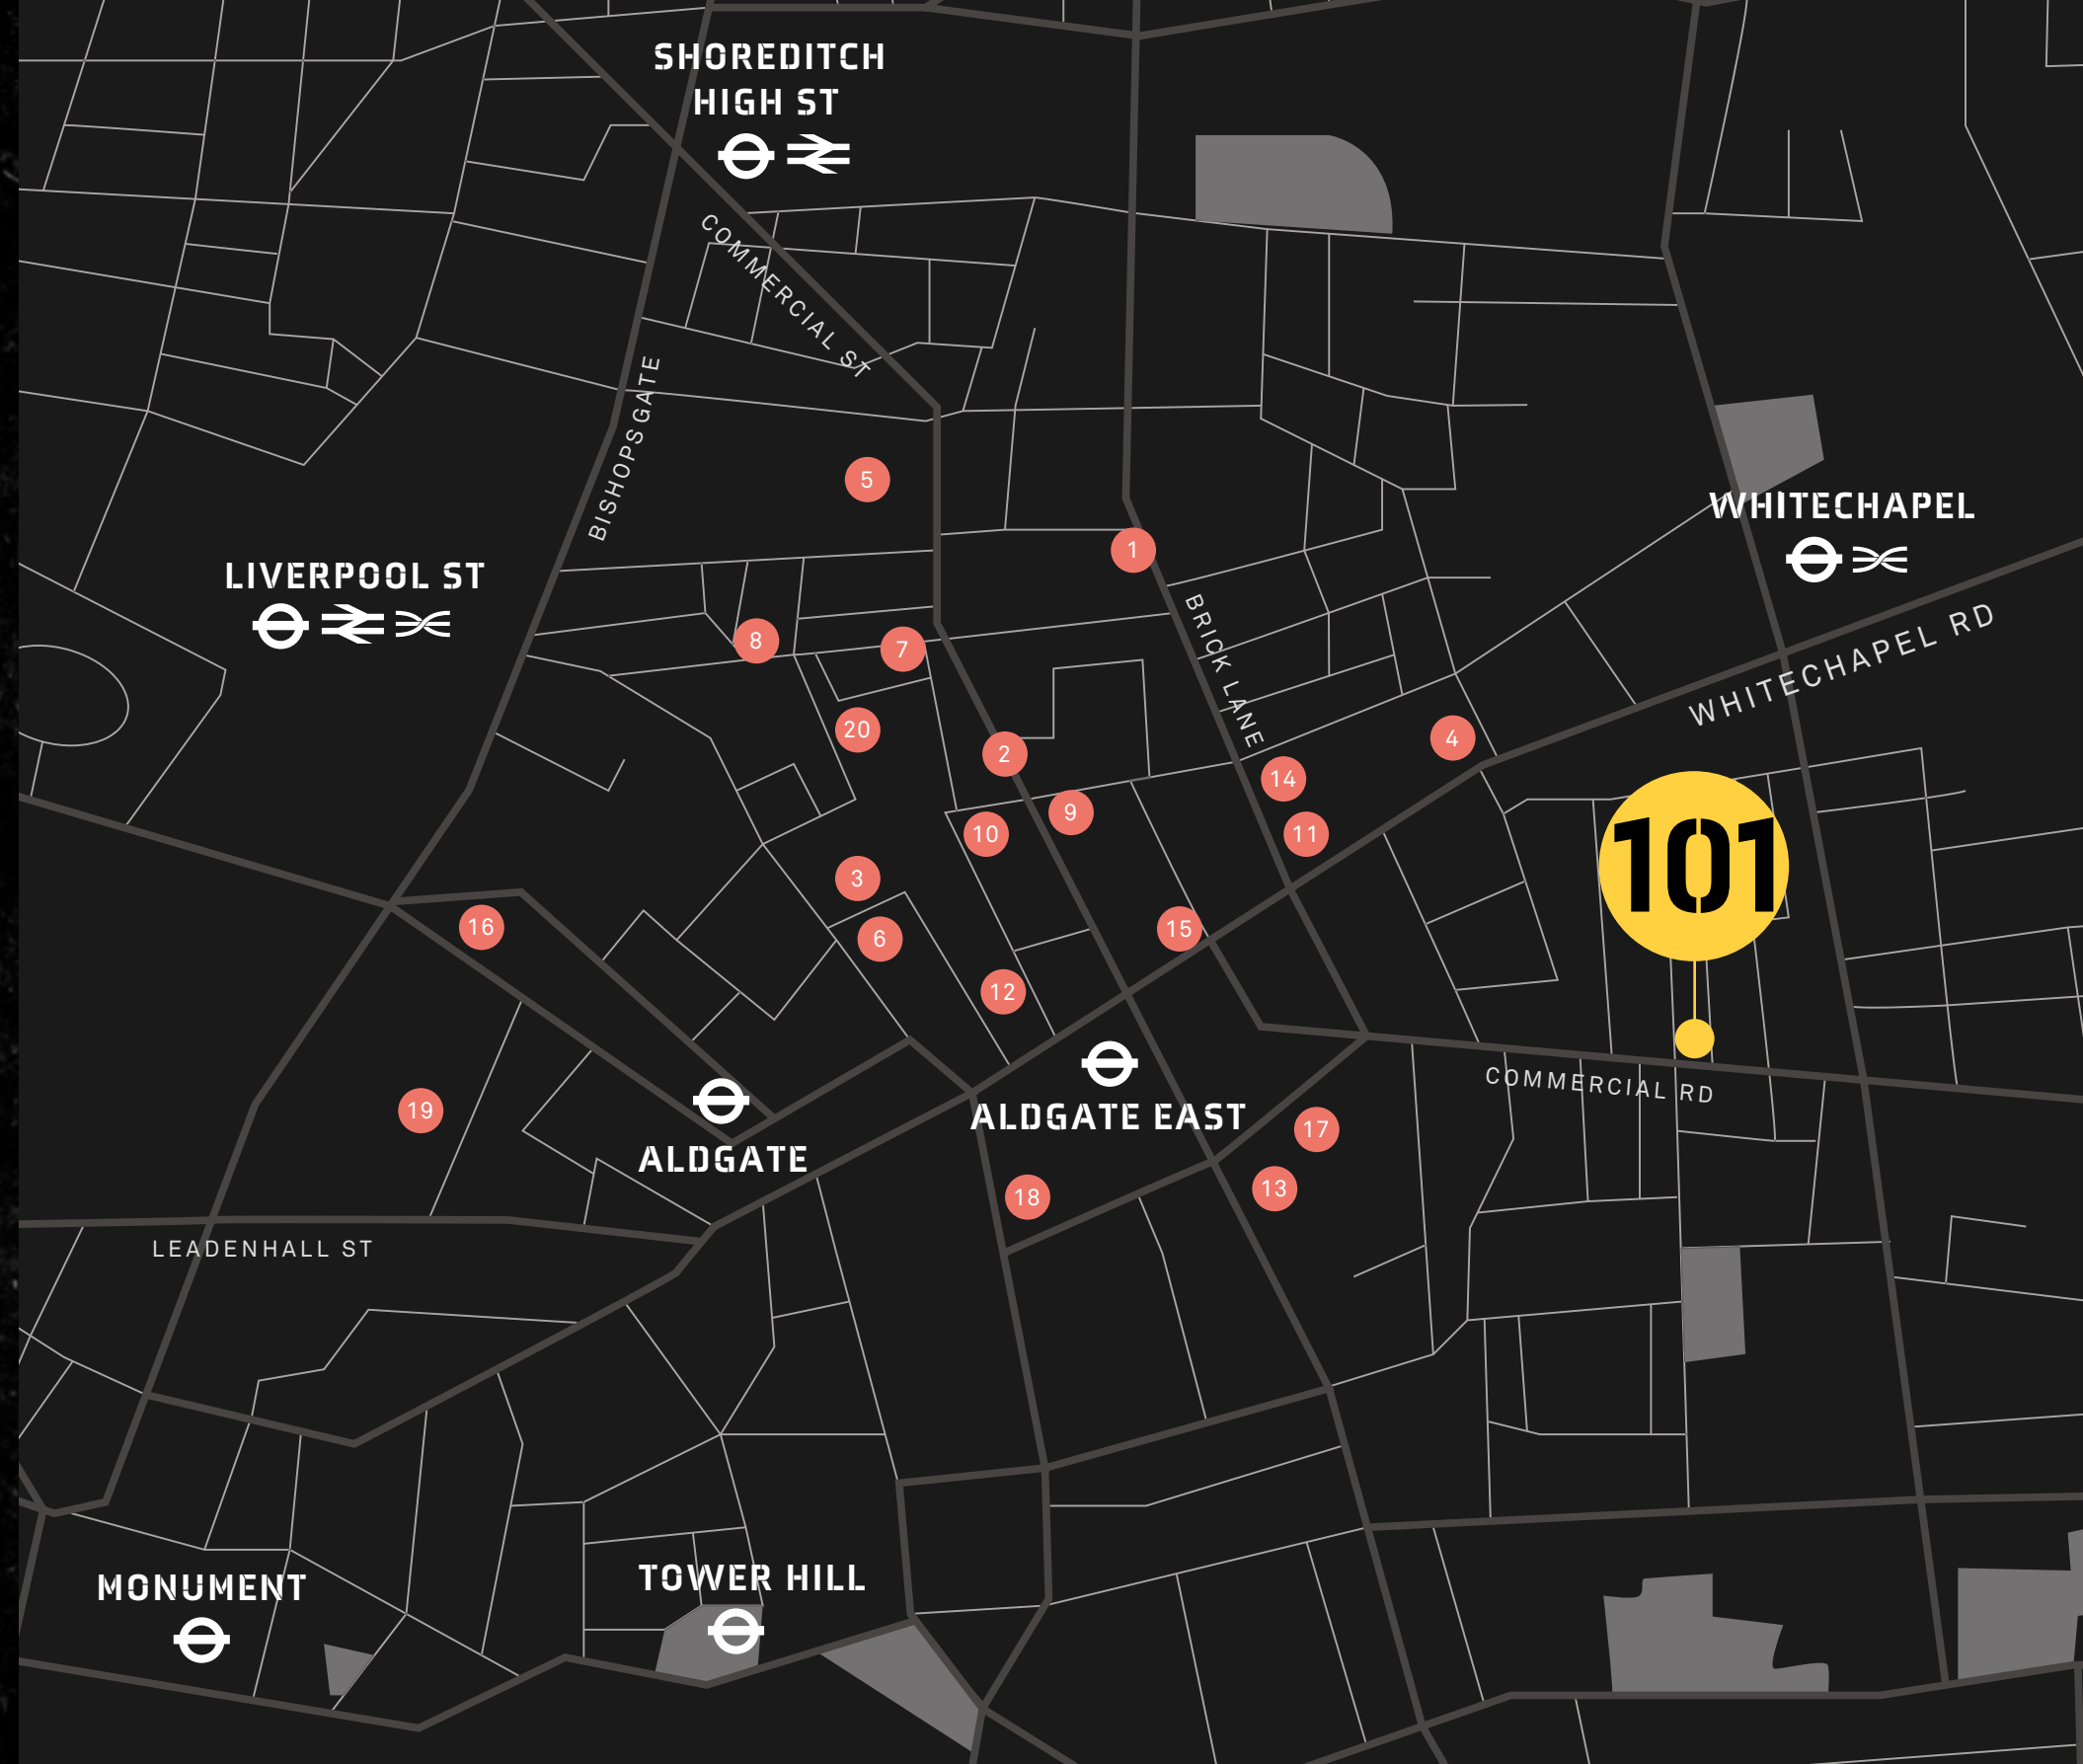 SHOREDITCH
HIGH ST
COMMERCIAL ST
BISHOPSGATE
5
WHITECHAPEL
1
LIVERPOOL ST
BRICK LANE
8
7
WHITECHAPEL RD
20
2
4
14
9
10
11
101
3
16
15
6
12
COMMERCIAL RD
19
ALDGATE EAST
17
ALDGATE
13
18
LEADENHALL ST
TOWER HILL
MONUMENT